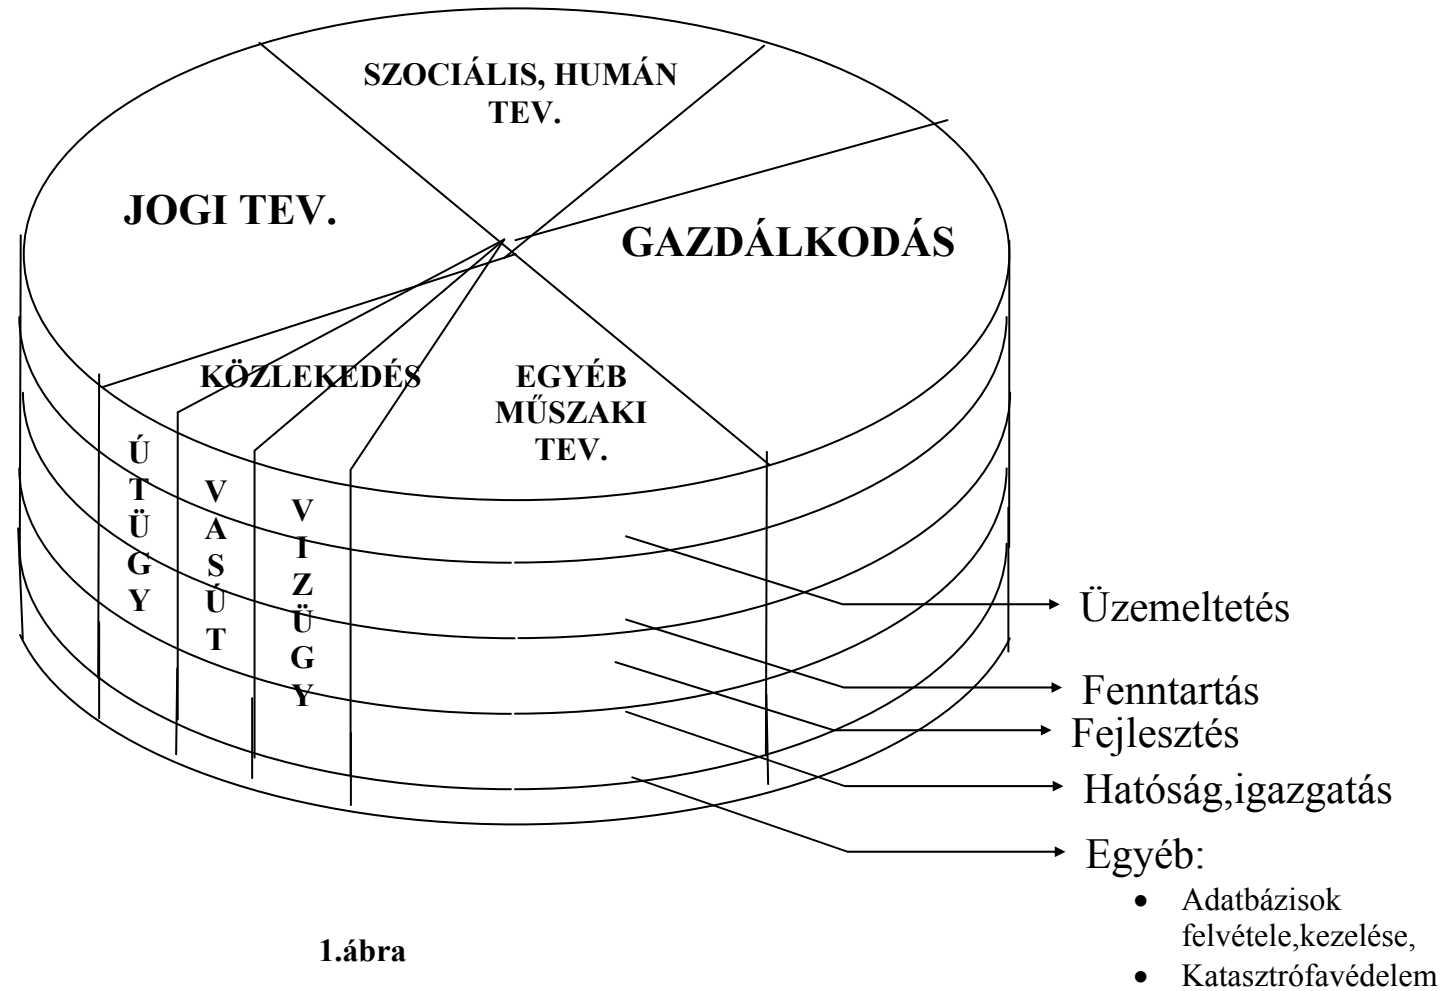 SZOCIÁLIS, HUMÁN
TEV.
JOGI TEV.
GAZDÁLKODÁS
KÖZLEKEDÉS
EGYÉB
MŰSZAKI
TEV.
ÚTÜGY
VASÚT
VIZÜGY
Üzemeltetés
Fenntartás
Fejlesztés
Hatóság,igazgatás
Egyéb:
• Adatbázisok
felvétele,kezelése,
• Katasztrófavédelem
1.ábra